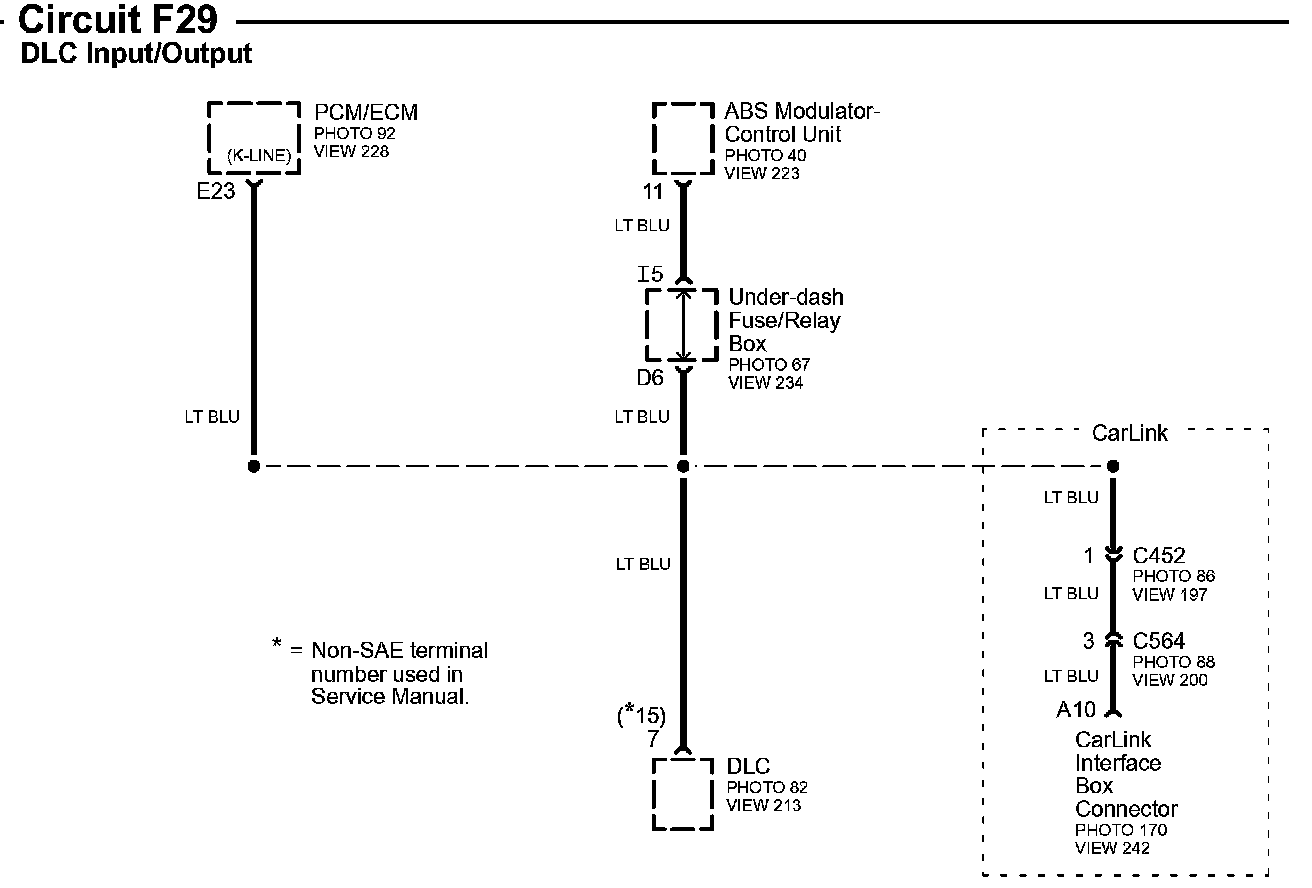 Circuit F29
DLC Input/Output
PCM/ECM
PHOTO 92
VIEW 228
(K-LINE)
E23
LT BLU
ABS Modulator-
Control Unit
PHOTO 40
VIEW 223
11
LT BLU
I5
Under-dash
Fuse/Relay
Box
PHOTO 67
VIEW 234
D6
LT BLU
LT BLU
(*15)
7
DLC
PHOTO 82
VIEW 213
* = Non-SAE terminal
number used in
Service Manual.
CarLink
LT BLU
1
C452
PHOTO 86
VIEW 197
LT BLU
3
C564
PHOTO 88
VIEW 200
LT BLU
A10
CarLink
Interface
Box
Connector
PHOTO 170
VIEW 242